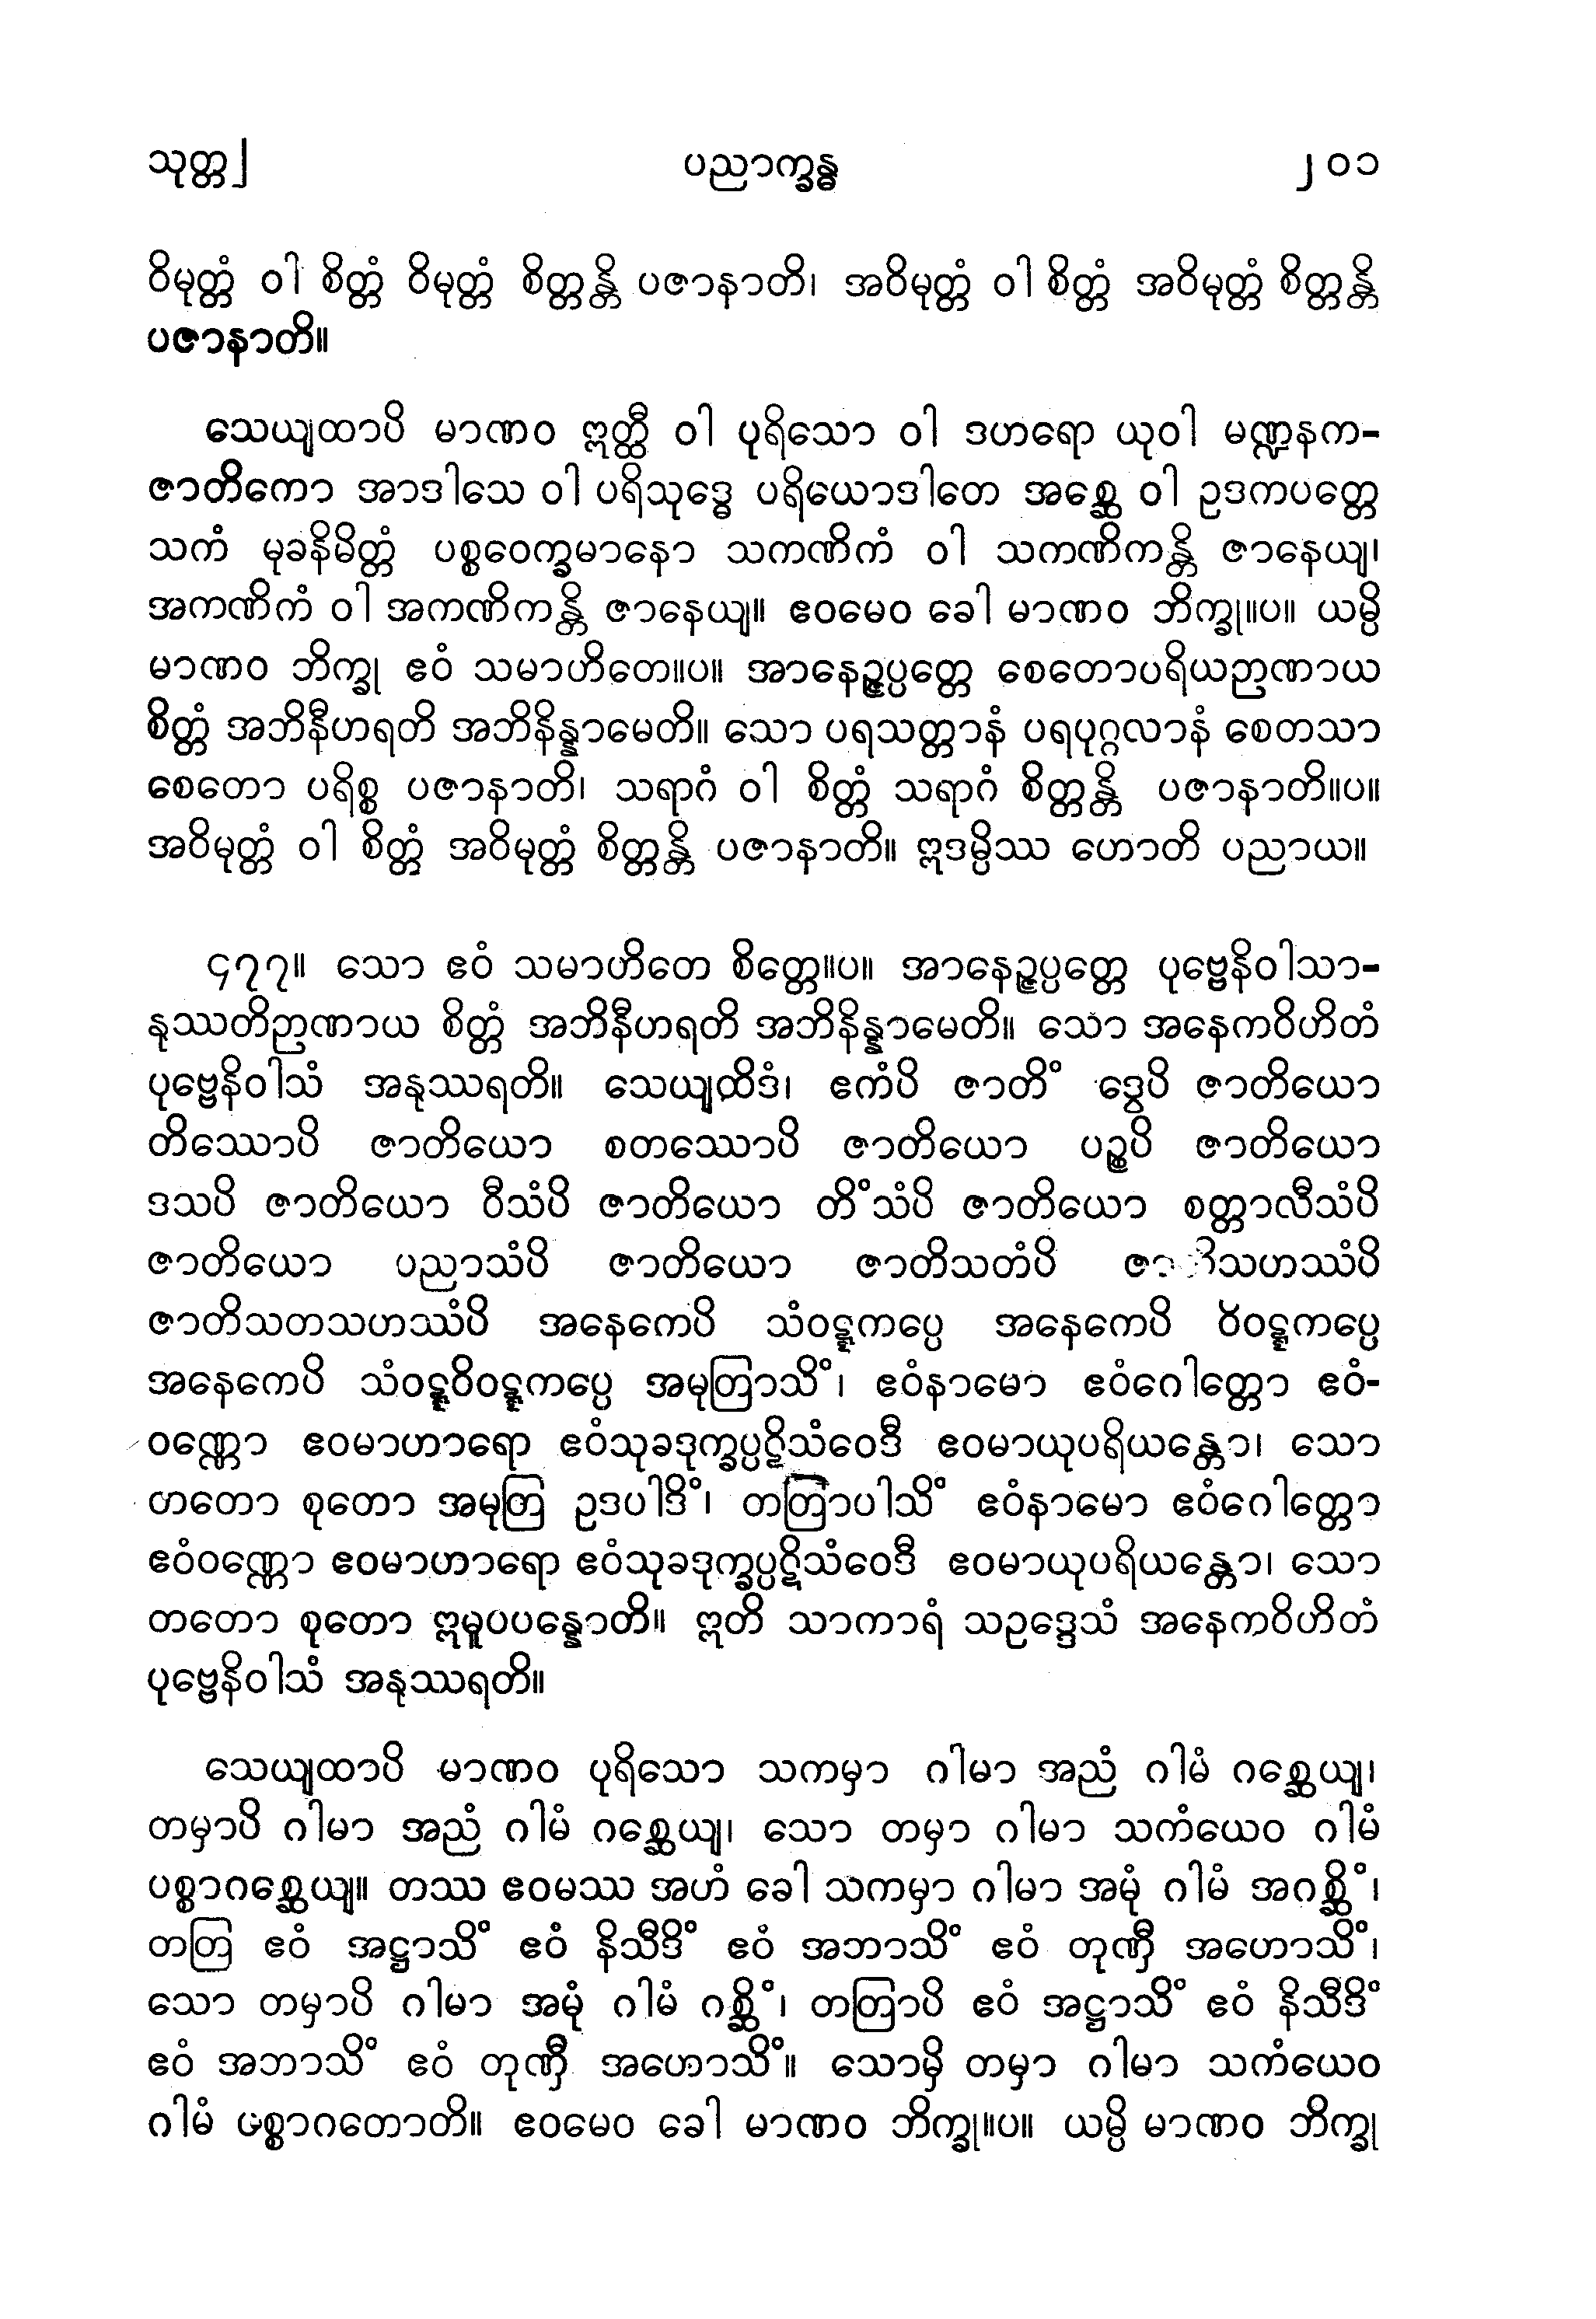 သုတ္တ] ပညာက္ခန္ဓ ၂၀၁
ဝိမုတ္တံ ဝါ စိတ္တံ ဝိမုတ္တံ စိတ္တန္တိ ပဇာနာတိ၊ အဝိမုတ္တံ ဝါ စိတ္တံ အဝိမုတ္တံ စိတ္တန္တိ
ပဇာနာတိ။
သေယျထာပိ မာဏဝ ဣတ္ထီ ဝါ ပုရိသော ဝါ ဒဟရော ယုဝါ မဏ္ဍနက-
ဇာတိကော အာဒါသေ ဝါ ပရိသုဒ္ဓေ ပရိယောဒါတေ အစ္ဆေ ဝါ ဥဒကပတ္တေ
သကံ မုခနိမိတ္တံ ပစ္စဝေက္ခမာနော သကဏိကံ ဝါ သကဏိကန္တိ ဇာနေယျ၊
အကဏိကံ ဝါ အကဏိကန္တိ ဇာနေယျ။ ဧဝမေဝ ခေါ မာဏဝ ဘိက္ခု။ပ။ ယမ္ပိ
မာဏဝ ဘိက္ခု ဧဝံ သမာဟိတေ။ပ။ အာနေဉ္ဇပ္ပတ္တေ စေတောပရိယဉာဏာယ
စိတ္တံ အဘိနီဟရတိ အဘိနိန္နာမေတိ။ သော ပရသတ္တာနံ ပရပုဂ္ဂလာနံ စေတသာ
စေတော ပရိစ္စ ပဇာနာတိ၊ သရာဂံ ဝါ စိတ္တံ သရာဂံ စိတ္တန္တိ ပဇာနာတိ။ပ။
အဝိမုတ္တံ ဝါ စိတ္တံ အဝိမုတ္တံ စိတ္တန္တိ ပဇာနာတိ။ ဣဒမ္ပိဿ ဟောတိ ပညာယ။
၄၇၇။ သော ဧဝံ သမာဟိတေ စိတ္တေ။ပ။ အာနေဉ္ဇပ္ပတ္တေ ပုဗ္ဗေနိဝါသာ-
နုဿတိဉာဏာယ စိတ္တံ အဘိနီဟရတိ အဘိနိန္နာမေတိ။ သော အနေကဝိဟိတံ
ပုဗ္ဗေနိဝါသံ အနုဿရတိ။ သေယျထိဒံ၊ ဧကံပိ ဇာတိံ ဒွေပိ ဇာတိယော
တိဿောပိ ဇာတိယော စတဿောပိ ဇာတိယော ပဉ္စပိ ဇာတိယော
ဒသပိ ဇာတိယော ဝီသံပိ ဇာတိယော တိံသံပိ ဇာတိယော စတ္တာလီသံပိ
ဇာတိယော ပညာသံပိ ဇာတိယော ဇာတိသတံပိ ဇာတိသဟဿံပိ
ဇာတိသတသဟဿံပိ အနေကေပိ သံဝဋ္ဋကပ္ပေ အနေကေပိ ဝိဝဋ္ဋကပ္ပေ
အနေကေပိ သံဝဋ္ဋဝိဝဋ္ဋကပ္ပေ အမုတြာသိံ၊ ဧဝံနာမော ဧဝံဂေါတ္တော ဧဝံ-
ဝဏ္ဏော ဧဝမာဟာရော ဧဝံသုခဒုက္ခပ္ပဋိသံဝေဒီ ဧဝမာယုပရိယန္တော၊ သော
တတော စုတော အမုတြ ဥဒပါဒိံ၊ တတြာပါသိံ ဧဝံနာမော ဧဝံဂေါတ္တော
ဧဝံဝဏ္ဏော ဧဝမာဟာရော ဧဝံသုခဒုက္ခပ္ပဋိသံဝေဒီ ဧဝမာယုပရိယန္တော၊ သော
တတော စုတော ဣဓူပပန္နောတိ။ ဣတိ သာကာရံ သဥဒ္ဒေသံ အနေကဝိဟိတံ
ပုဗ္ဗေနိဝါသံ အနုဿရတိ။
သေယျထာပိ မာဏဝ ပုရိသော သကမှာ ဂါမာ အညံ ဂါမံ ဂစ္ဆေယျ၊
တမှာပိ ဂါမာ အညံ ဂါမံ ဂစ္ဆေယျ၊ သော တမှာ ဂါမာ သကံယေဝ ဂါမံ
ပစ္စာဂစ္ဆေယျ။ တဿ ဧဝမဿ အဟံ ခေါ သကမှာ ဂါမာ အမုံ ဂါမံ အဂစ္ဆိံ၊
တတြ ဧဝံ အဋ္ဌာသိံ ဧဝံ နိသီဒိံ ဧဝံ အဘာသိံ ဧဝံ တုဏှီ အဟောသိံ၊
သော တမှာပိ ဂါမာ အမုံ ဂါမံ ဂစ္ဆိံ၊ တတြာပိ ဧဝံ အဋ္ဌာသိံ ဧဝံ နိသီဒိံ
ဧဝံ အဘာသိံ ဧဝံ တုဏှီ အဟောသိံ။ သောမှိ တမှာ ဂါမာ သကံယေဝ
ဂါမံ ပစ္စာဂတောတိ။ ဧဝမေဝ ခေါ မာဏဝ ဘိက္ခု။ပ။ ယမ္ပိ မာဏဝ ဘိက္ခု